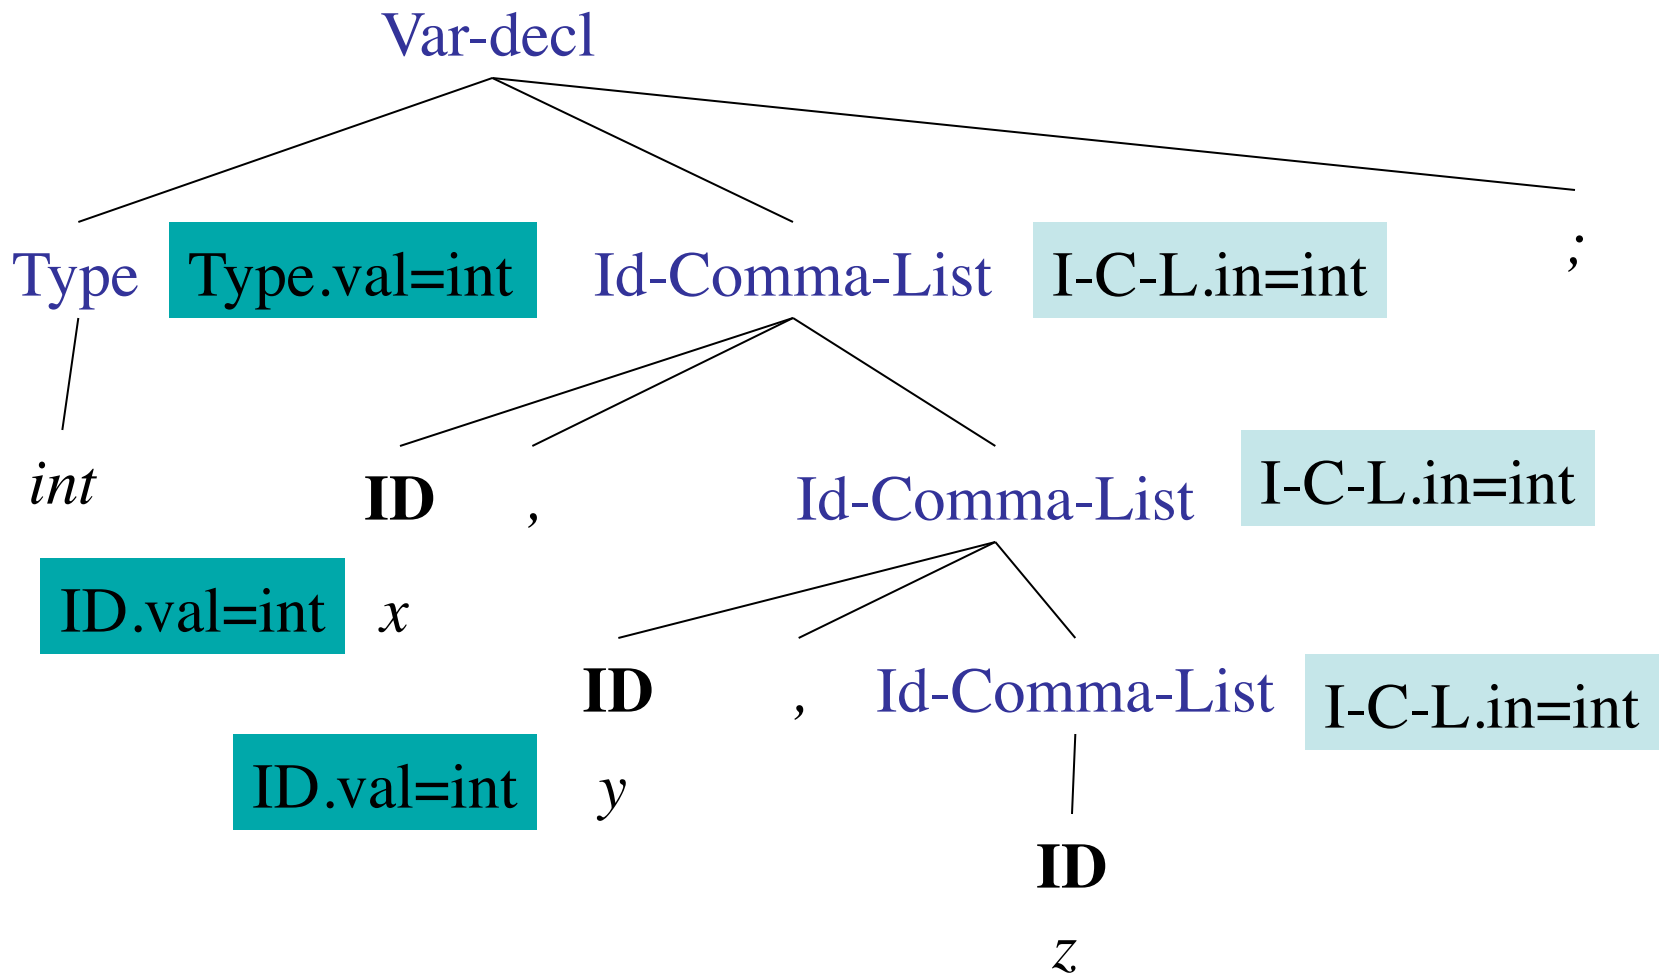 Var-decl
Type Type.val=int Id-Comma-List I-C-L.in=int ;
int ID , Id-Comma-List I-C-L.in=int
ID.val=int x
ID , Id-Comma-List I-C-L.in=int
ID.val=int y
ID
z